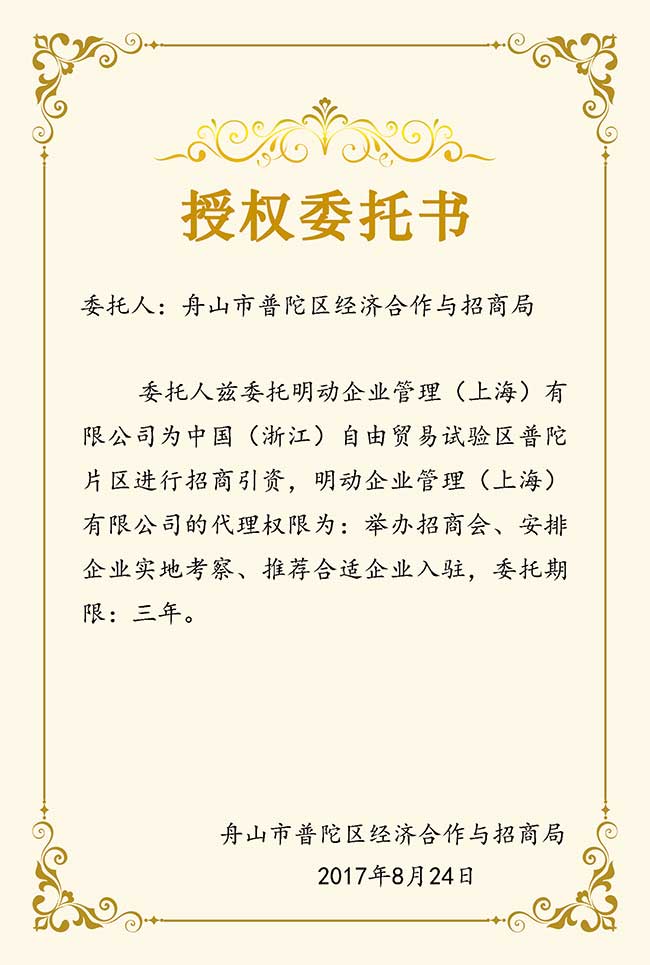 授权委托书
委托人：舟山市普陀区经济合作与招商局
委托人兹委托明动企业管理（上海）有
限公司为中国（浙江）自由贸易试验区普陀
片区进行招商引资，明动企业管理（上海）
有限公司的代理权限为：举办招商会、安排
企业实地考察、推荐合适企业入驻，委托期
限：三年。
舟山市普陀区经济合作与招商局
2017年8月24日